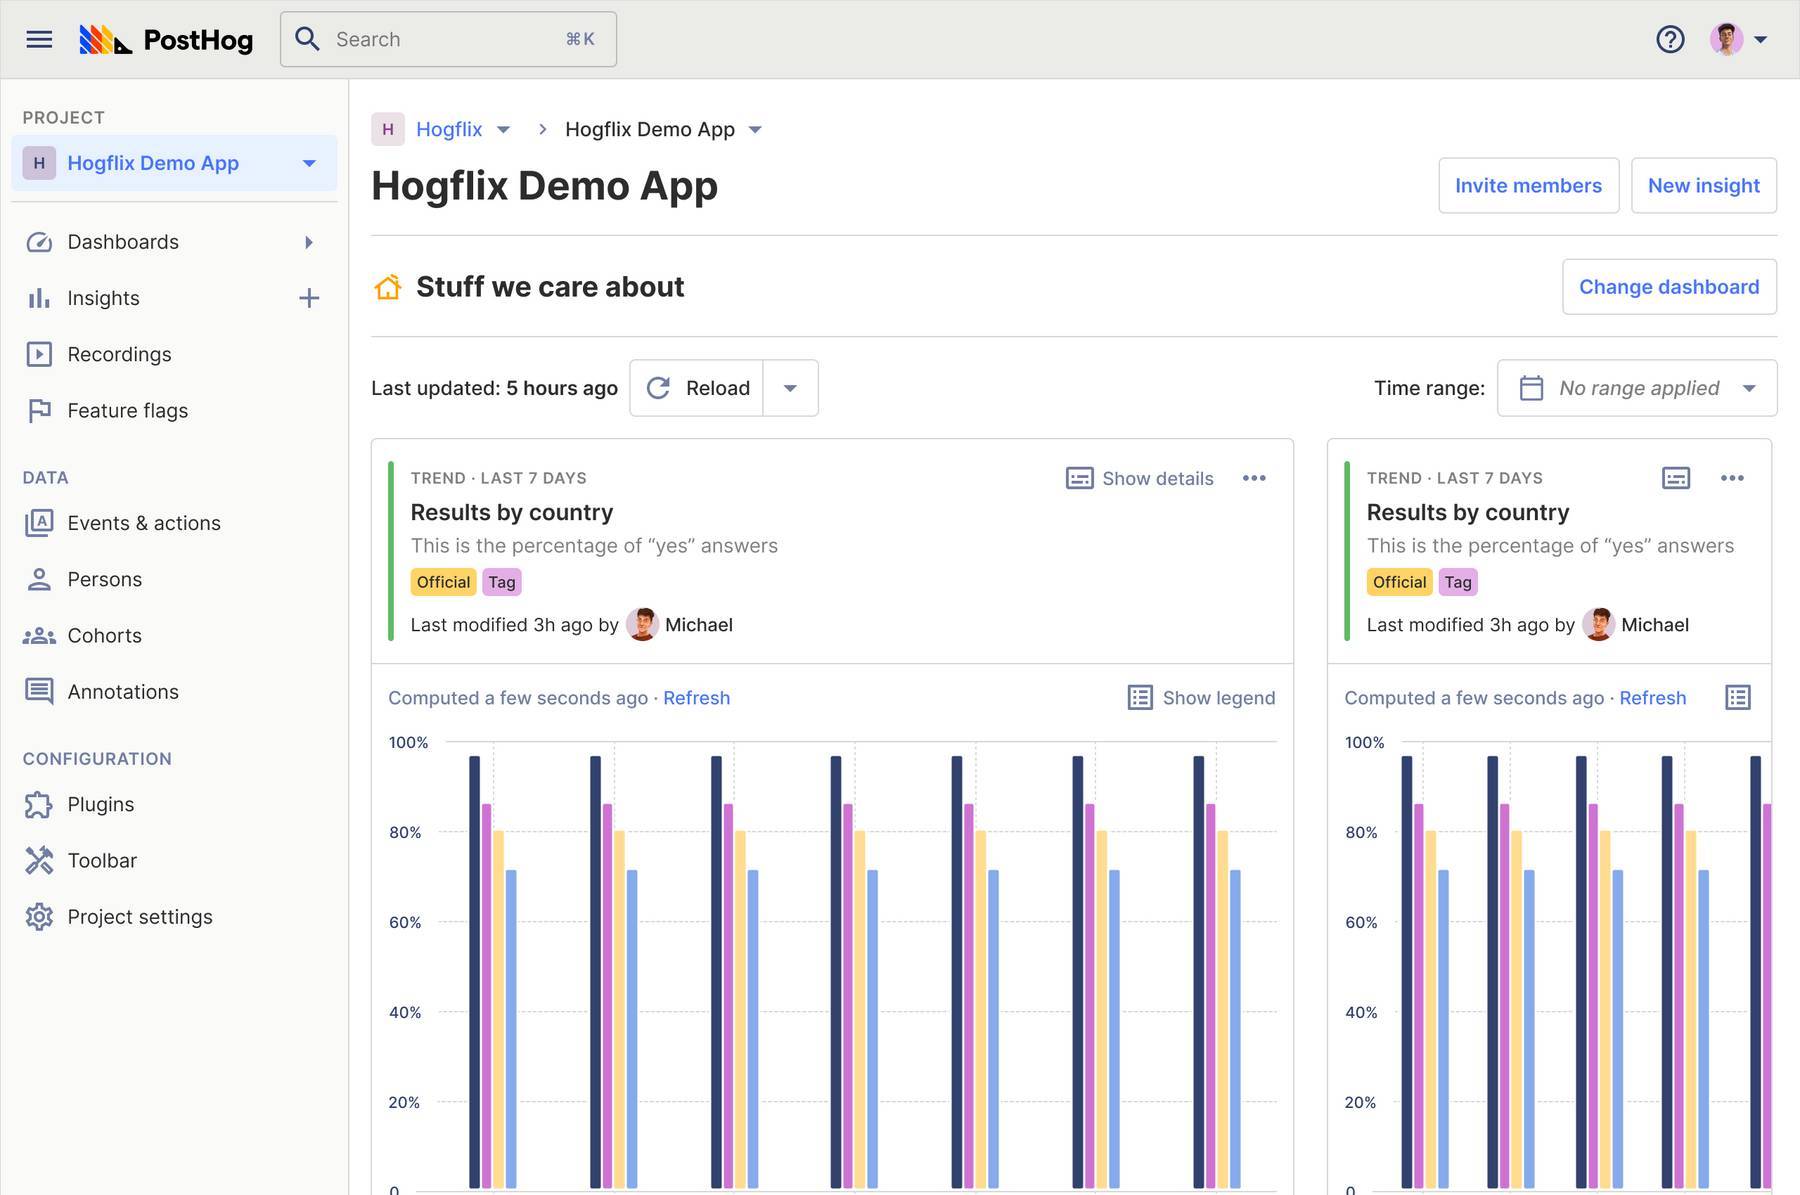 PostHog
Search
⌘K
PROJECT
H Hogflix Demo App
Dashboards
Insights
Recordings
Feature flags
DATA
Events & actions
Persons
Cohorts
Annotations
CONFIGURATION
Plugins
Toolbar
Project settings
H Hogflix Hogflix Demo App
Hogflix Demo App
Invite members
New insight
Stuff we care about
Change dashboard
Last updated: 5 hours ago
Reload
Time range:
No range applied
TREND · LAST 7 DAYS
Show details
Results by country
This is the percentage of “yes” answers
Official Tag
Last modified 3h ago by Michael
Computed a few seconds ago · Refresh
Show legend
100%
80%
60%
40%
20%
0
TREND · LAST 7 DAYS
Results by country
This is the percentage of “yes” answers
Official Tag
Last modified 3h ago by Michael
Computed a few seconds ago · Refresh
100%
80%
60%
40%
20%
0